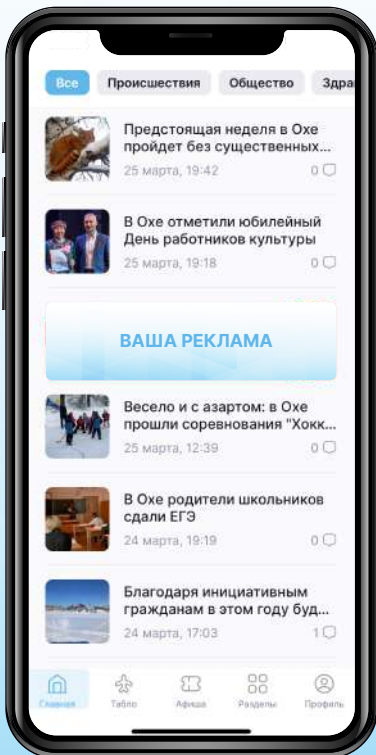 Все Происшествия Общество Здра
Предстоящая неделя в Охе
пройдет без существенных...
25 марта, 19:42 0
В Охе отметили юбилейный
День работников культуры
25 марта, 19:18 0
ВАША РЕКЛАМА
Весело и с азартом: в Охе
прошли соревнования "Хокк...
25 марта, 12:39 0
В Охе родители школьников
сдали ЕГЭ
24 марта, 19:19 0
Благодаря инициативным
гражданам в этом году буд...
24 марта, 17:03 1
Главная Табло Афиша Разделы Профиль